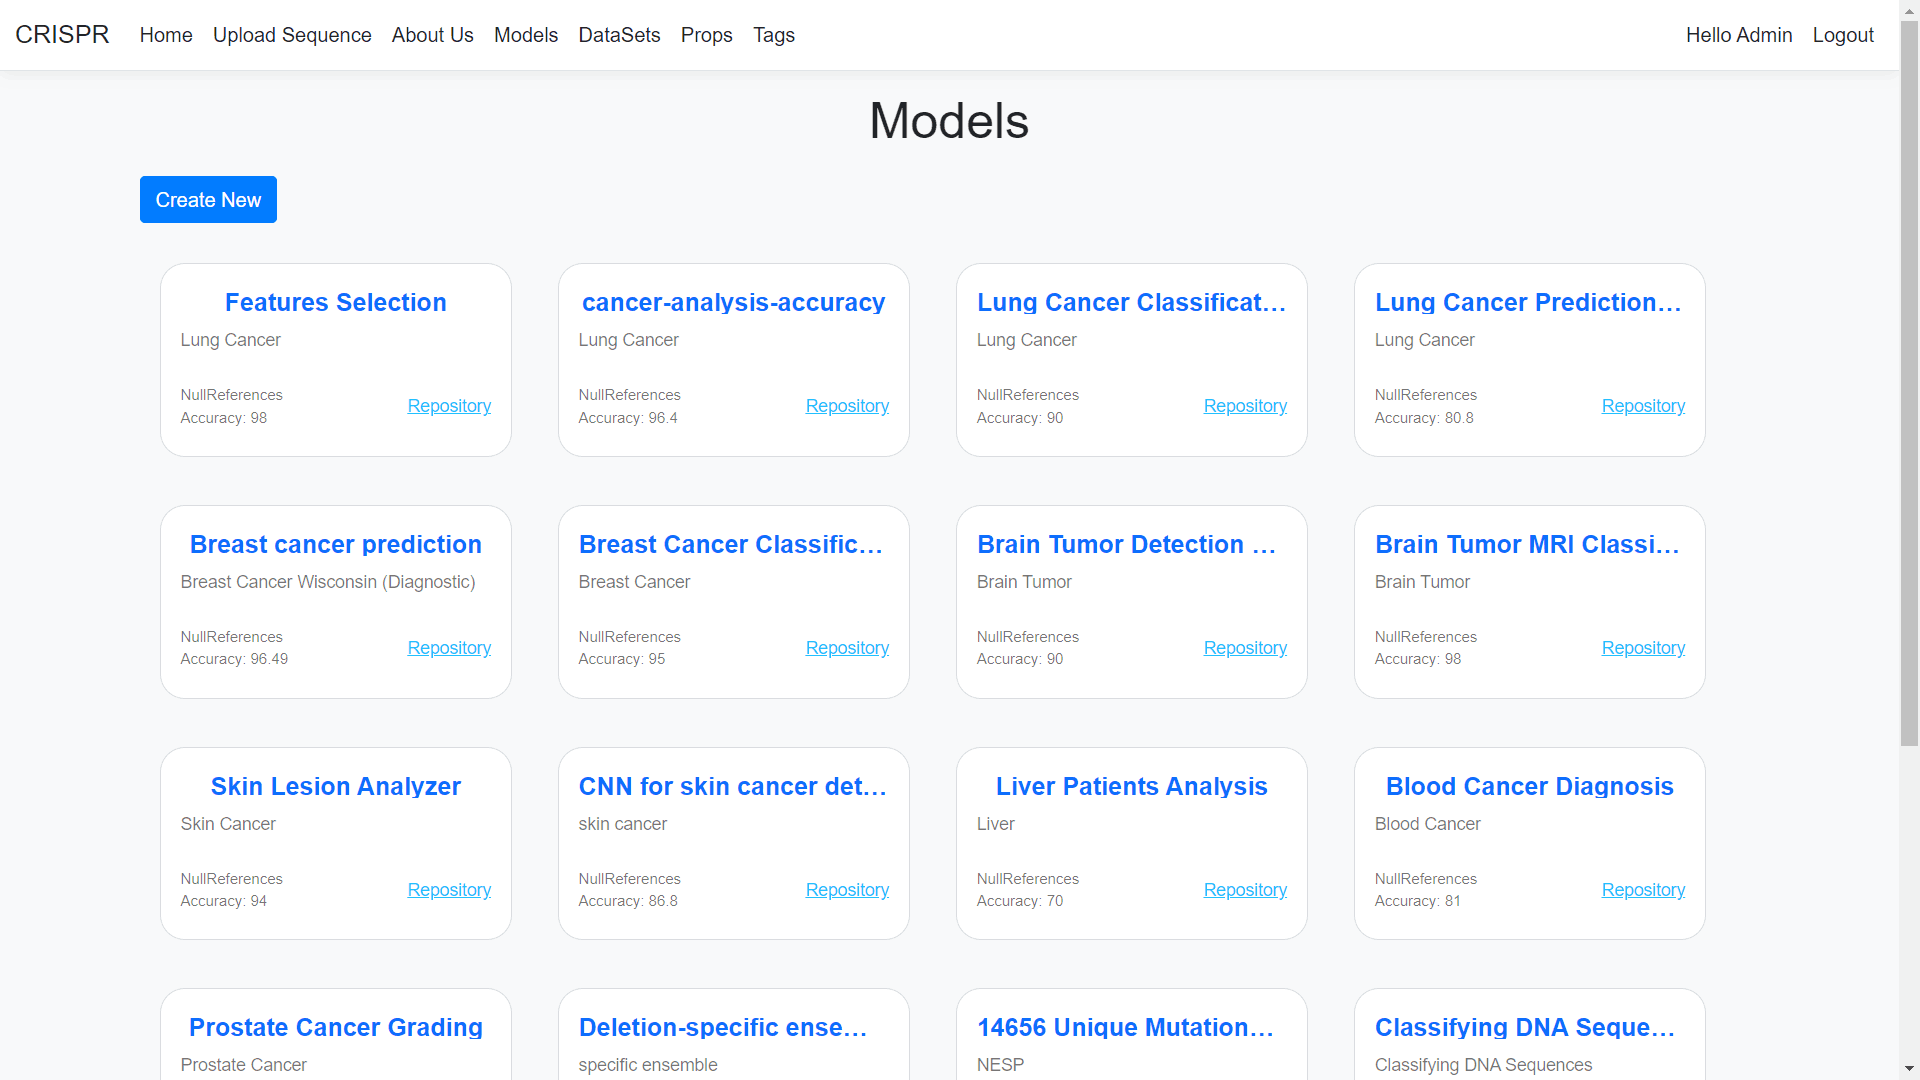 CRISPR Home Upload Sequence About Us Models DataSets Props Tags Hello Admin Logout
Models
Create New
Features Selection
Lung Cancer
NullReferences
Accuracy: 98
Repository
cancer-analysis-accuracy
Lung Cancer
NullReferences
Accuracy: 96.4
Repository
Lung Cancer Classificat...
Lung Cancer
NullReferences
Accuracy: 90
Repository
Lung Cancer Prediction...
Lung Cancer
NullReferences
Accuracy: 80.8
Repository
Breast cancer prediction
Breast Cancer Wisconsin (Diagnostic)
NullReferences
Accuracy: 96.49
Repository
Breast Cancer Classific...
Breast Cancer
NullReferences
Accuracy: 95
Repository
Brain Tumor Detection ...
Brain Tumor
NullReferences
Accuracy: 90
Repository
Brain Tumor MRI Classi...
Brain Tumor
NullReferences
Accuracy: 98
Repository
Skin Lesion Analyzer
Skin Cancer
NullReferences
Accuracy: 94
Repository
CNN for skin cancer det...
skin cancer
NullReferences
Accuracy: 86.8
Repository
Liver Patients Analysis
Liver
NullReferences
Accuracy: 70
Repository
Blood Cancer Diagnosis
Blood Cancer
NullReferences
Accuracy: 81
Repository
Prostate Cancer Grading
Prostate Cancer
Deletion-specific ense...
specific ensemble
14656 Unique Mutation...
NESP
Classifying DNA Seque...
Classifying DNA Sequences